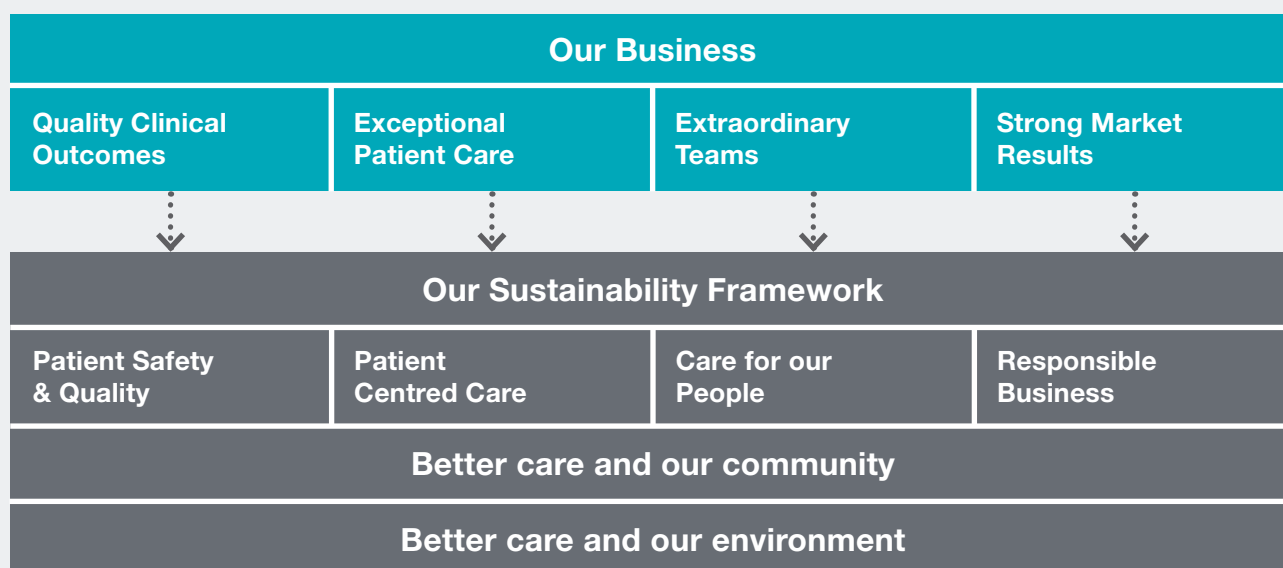 Our Business
Quality Clinical
Outcomes
Exceptional
Patient Care
Extraordinary
Teams
Strong Market
Results
Our Sustainability Framework
Patient Safety
& Quality
Patient
Centred Care
Care for our
People
Responsible
Business
Better care and our community
Better care and our environment